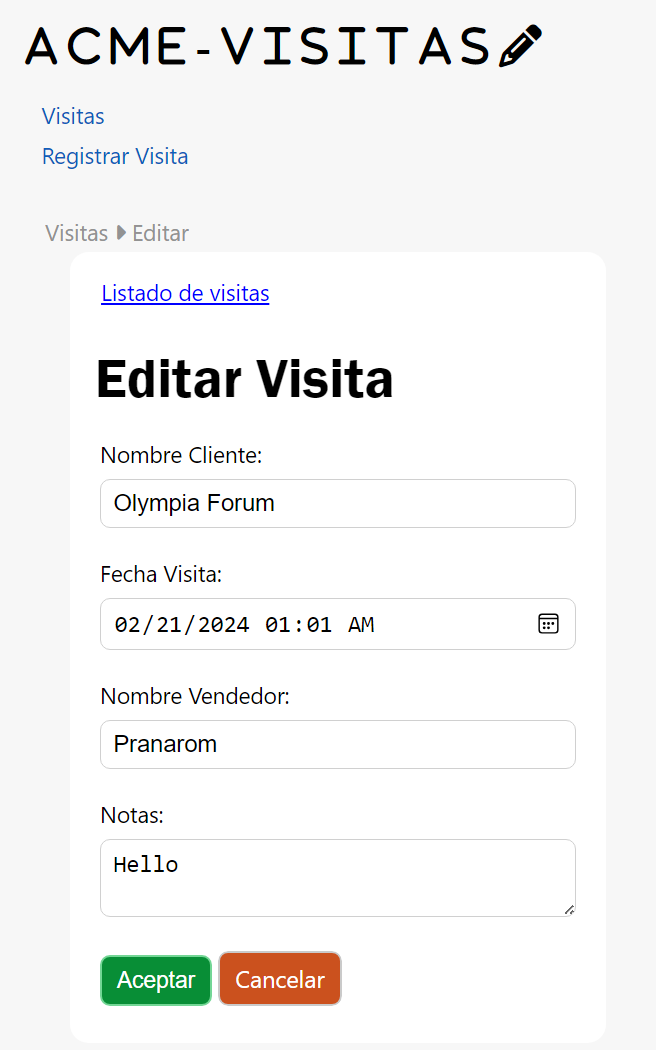 ACME-VISITAS
Visitas
Registrar Visita
Visitas Editar
Listado de visitas
Editar Visita
Nombre Cliente:
Olympia Forum
Fecha Visita:
02/21/2024 01:01 AM
Nombre Vendedor:
Pranarom
Notas:
Hello
Aceptar Cancelar